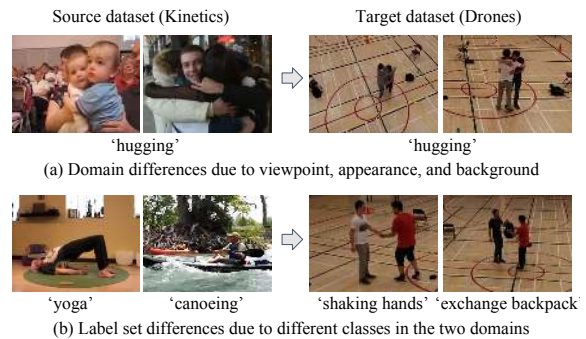 Source dataset (Kinetics) Target dataset (Drones)
‘hugging’ ‘hugging’
(a) Domain differences due to viewpoint, appearance, and background
‘yoga’ ‘canoeing’ ‘shaking hands’ ‘exchange backpack’
(b) Label set differences due to different classes in the two domains